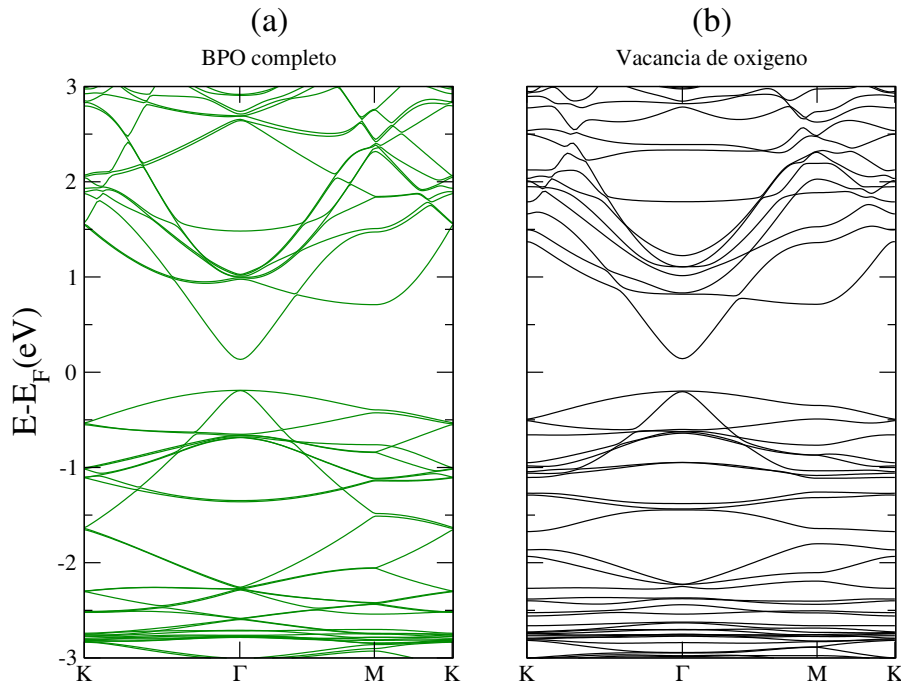 (a)
(b)
BPO completo
Vacancia de oxigeno
E-E_F(eV)
3
2
1
0
-1
-2
-3
K
Γ
M
K
K
Γ
M
K